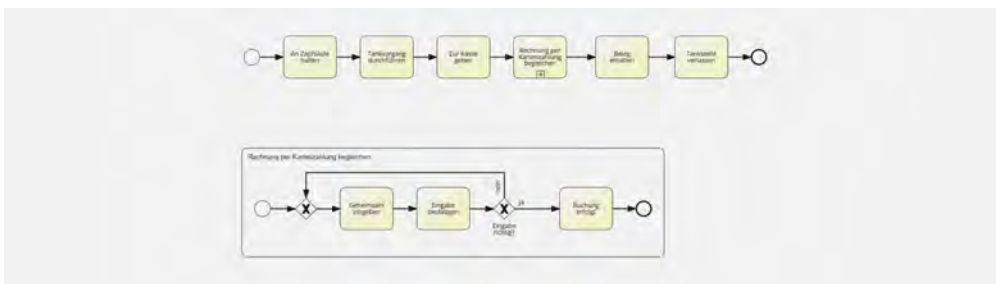 An Zapfsäule
halten
Tankvorgang
durchführen
Zur Kasse
gehen
Rechnung per
Kartenzahlung
begleichen
Beleg
erhalten
Tankstelle
verlassen
Rechnung per Kartenzahlung begleichen
nein
Geheimzahl
eingeben
Eingabe
bestätigen
ja
Buchung
erfolgt
Eingabe
richtig?